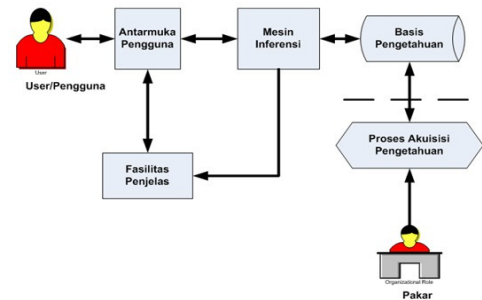 Antarmuka
Pengguna
Mesin
Inferensi
Basis
Pengetahuan
User
User/Pengguna
Proses Akuisisi
Pengetahuan
Fasilitas
Penjelas
Organizational Role
Pakar